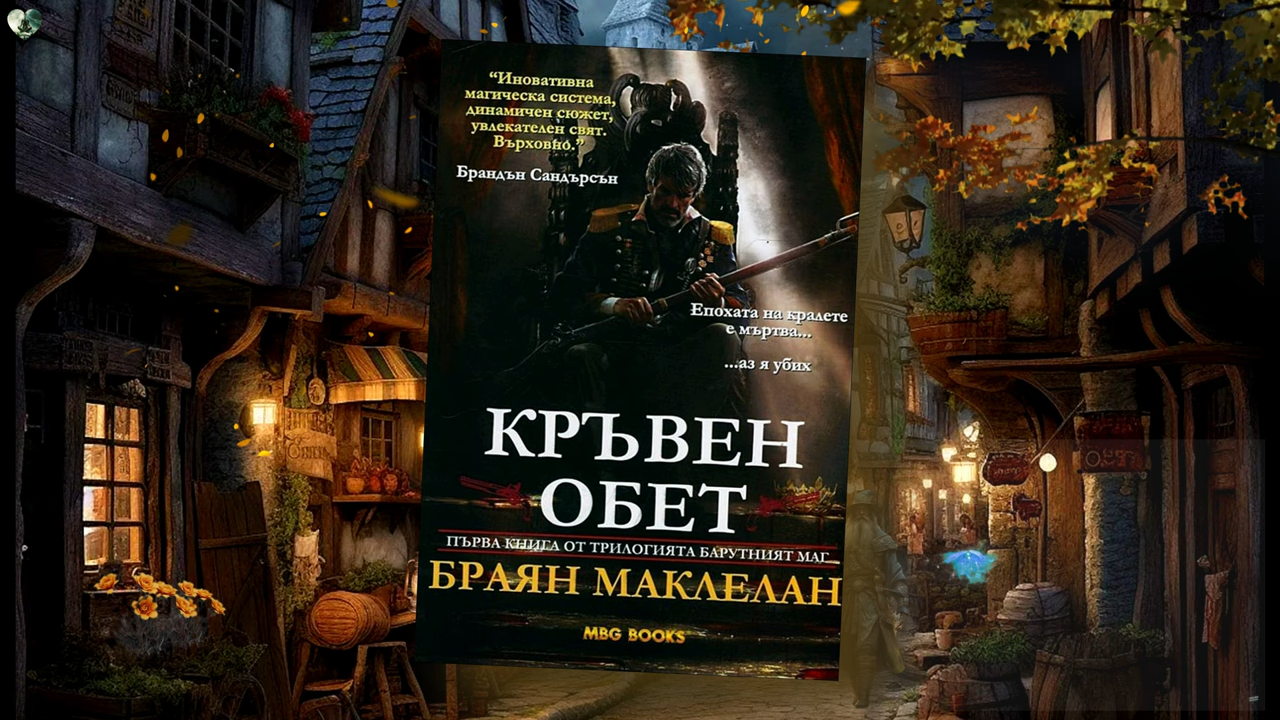 “Иновативна
магическа система,
динамичен сюжет,
увлекателен свят.
Върховно.”
Брандън Сандърсън
Епохата на кралете
е мъртва...
...аз я убих
КРЪВЕН
ОБЕТ
ПЪРВА КНИГА ОТ ТРИЛОГИЯТА БАРУТНИЯТ МАГ
БРАЯН МАКЛЕЛАН
MBG BOOKS